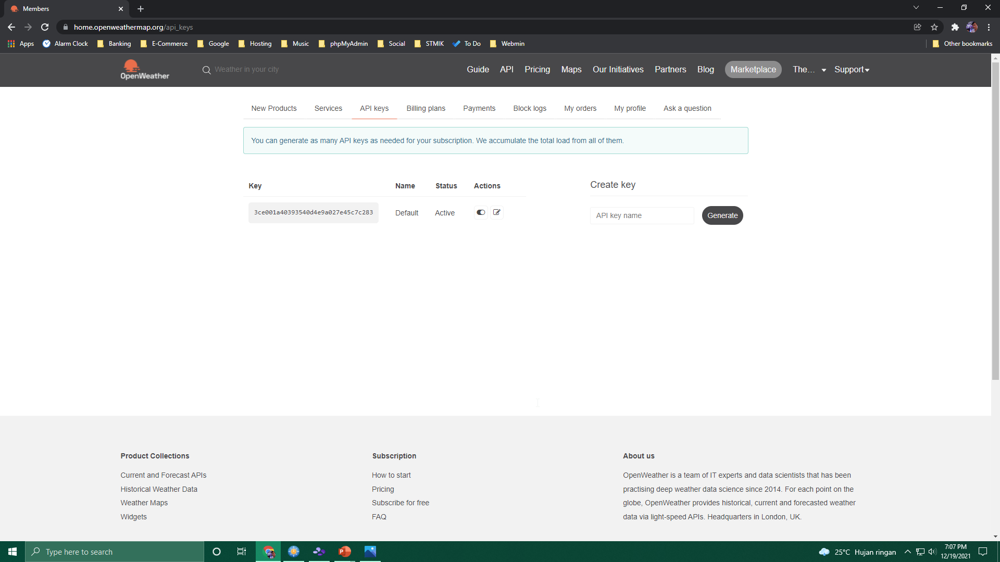 Members
home.openweathermap.org/api_keys
Apps Alarm Clock Banking E-Commerce Google Hosting Music phpMyAdmin Social STMIK To Do Webmin Other bookmarks
OpenWeather Weather in your city Guide API Pricing Maps Our Initiatives Partners Blog Marketplace The... Support
New Products Services API keys Billing plans Payments Block logs My orders My profile Ask a question
You can generate as many API keys as needed for your subscription. We accumulate the total load from all of them.
Key Name Status Actions Create key
3ce001a40393540d4e9a027e45c7c283 Default Active API key name Generate
Product Collections
Current and Forecast APIs
Historical Weather Data
Weather Maps
Widgets
Subscription
How to start
Pricing
Subscribe for free
FAQ
About us
OpenWeather is a team of IT experts and data scientists that has been
practising deep weather data science since 2014. For each point on the
globe, OpenWeather provides historical, current and forecasted weather
data via light-speed APIs. Headquarters in London, UK.
Type here to search
25°C Hujan ringan
7:07 PM
12/19/2021